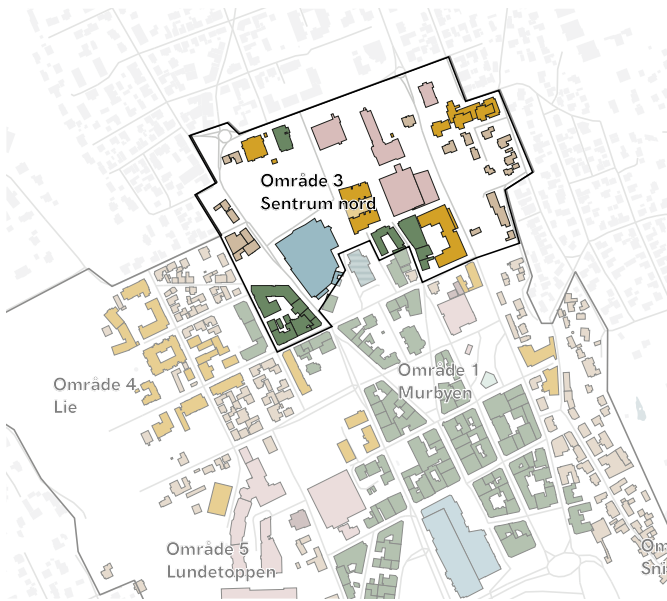 Område 3
Sentrum nord
Område 1
Murbyen
Område 4
Lie
Område 5
Lundetoppen